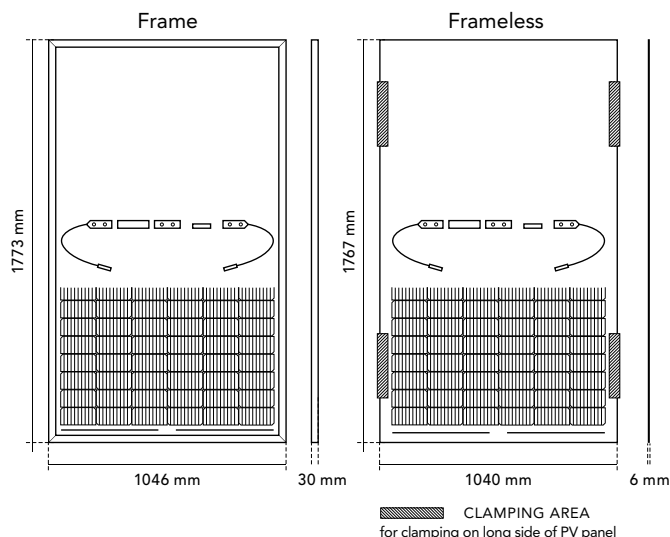 Frame
Frameless
1773 mm
1767 mm
1046 mm
30 mm
1040 mm
6 mm
CLAMPING AREA
for clamping on long side of PV panel